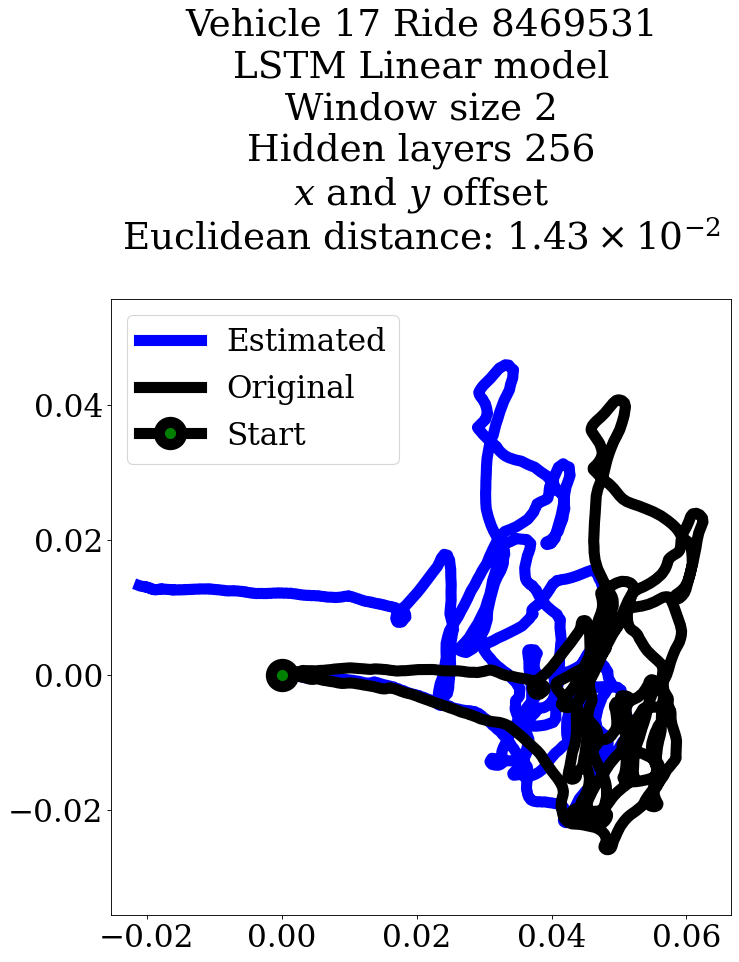 Vehicle 17 Ride 8469531
LSTM Linear model
Window size 2
Hidden layers 256
x and y offset
Euclidean distance: 1.43 × 10⁻²
Estimated
Original
Start
0.04
0.02
0.00
−0.02
−0.02 0.00 0.02 0.04 0.06